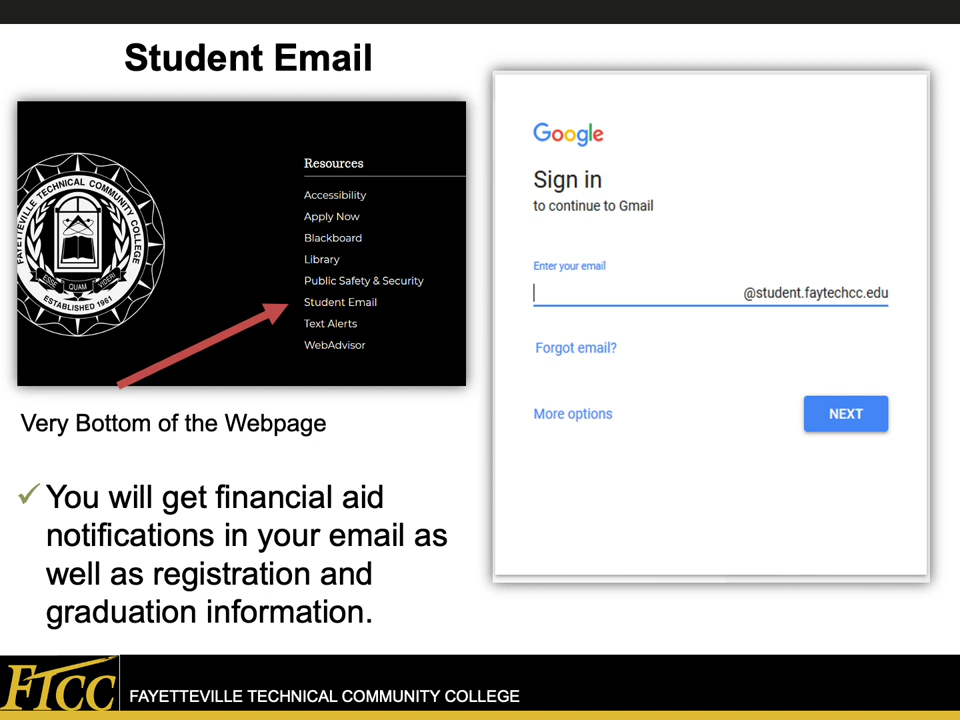 Student Email
FAYETTEVILLE TECHNICAL COMMUNITY COLLEGE
ESSE QUAM VIDERI
ESTABLISHED 1961
Resources
Accessibility
Apply Now
Blackboard
Library
Public Safety & Security
Student Email
Text Alerts
WebAdvisor
Very Bottom of the Webpage
You will get financial aid
notifications in your email as
well as registration and
graduation information.
Google
Sign in
to continue to Gmail
Enter your email
@student.faytechcc.edu
Forgot email?
More options
NEXT
FTCC
FAYETTEVILLE TECHNICAL COMMUNITY COLLEGE